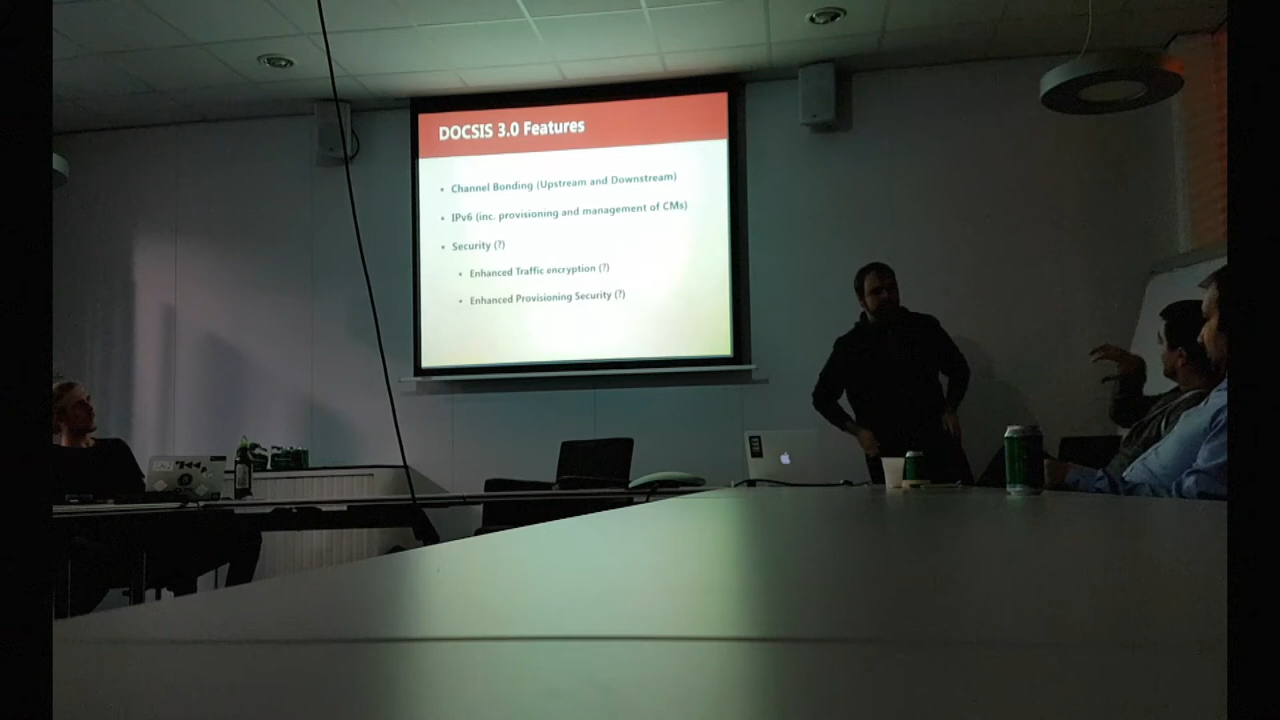 DOCSIS 3.0 Features
• Channel Bonding (Upstream and Downstream)
• IPv6 (inc. provisioning and management of CMs)
• Security (?)
• Enhanced Traffic encryption (?)
• Enhanced Provisioning Security (?)